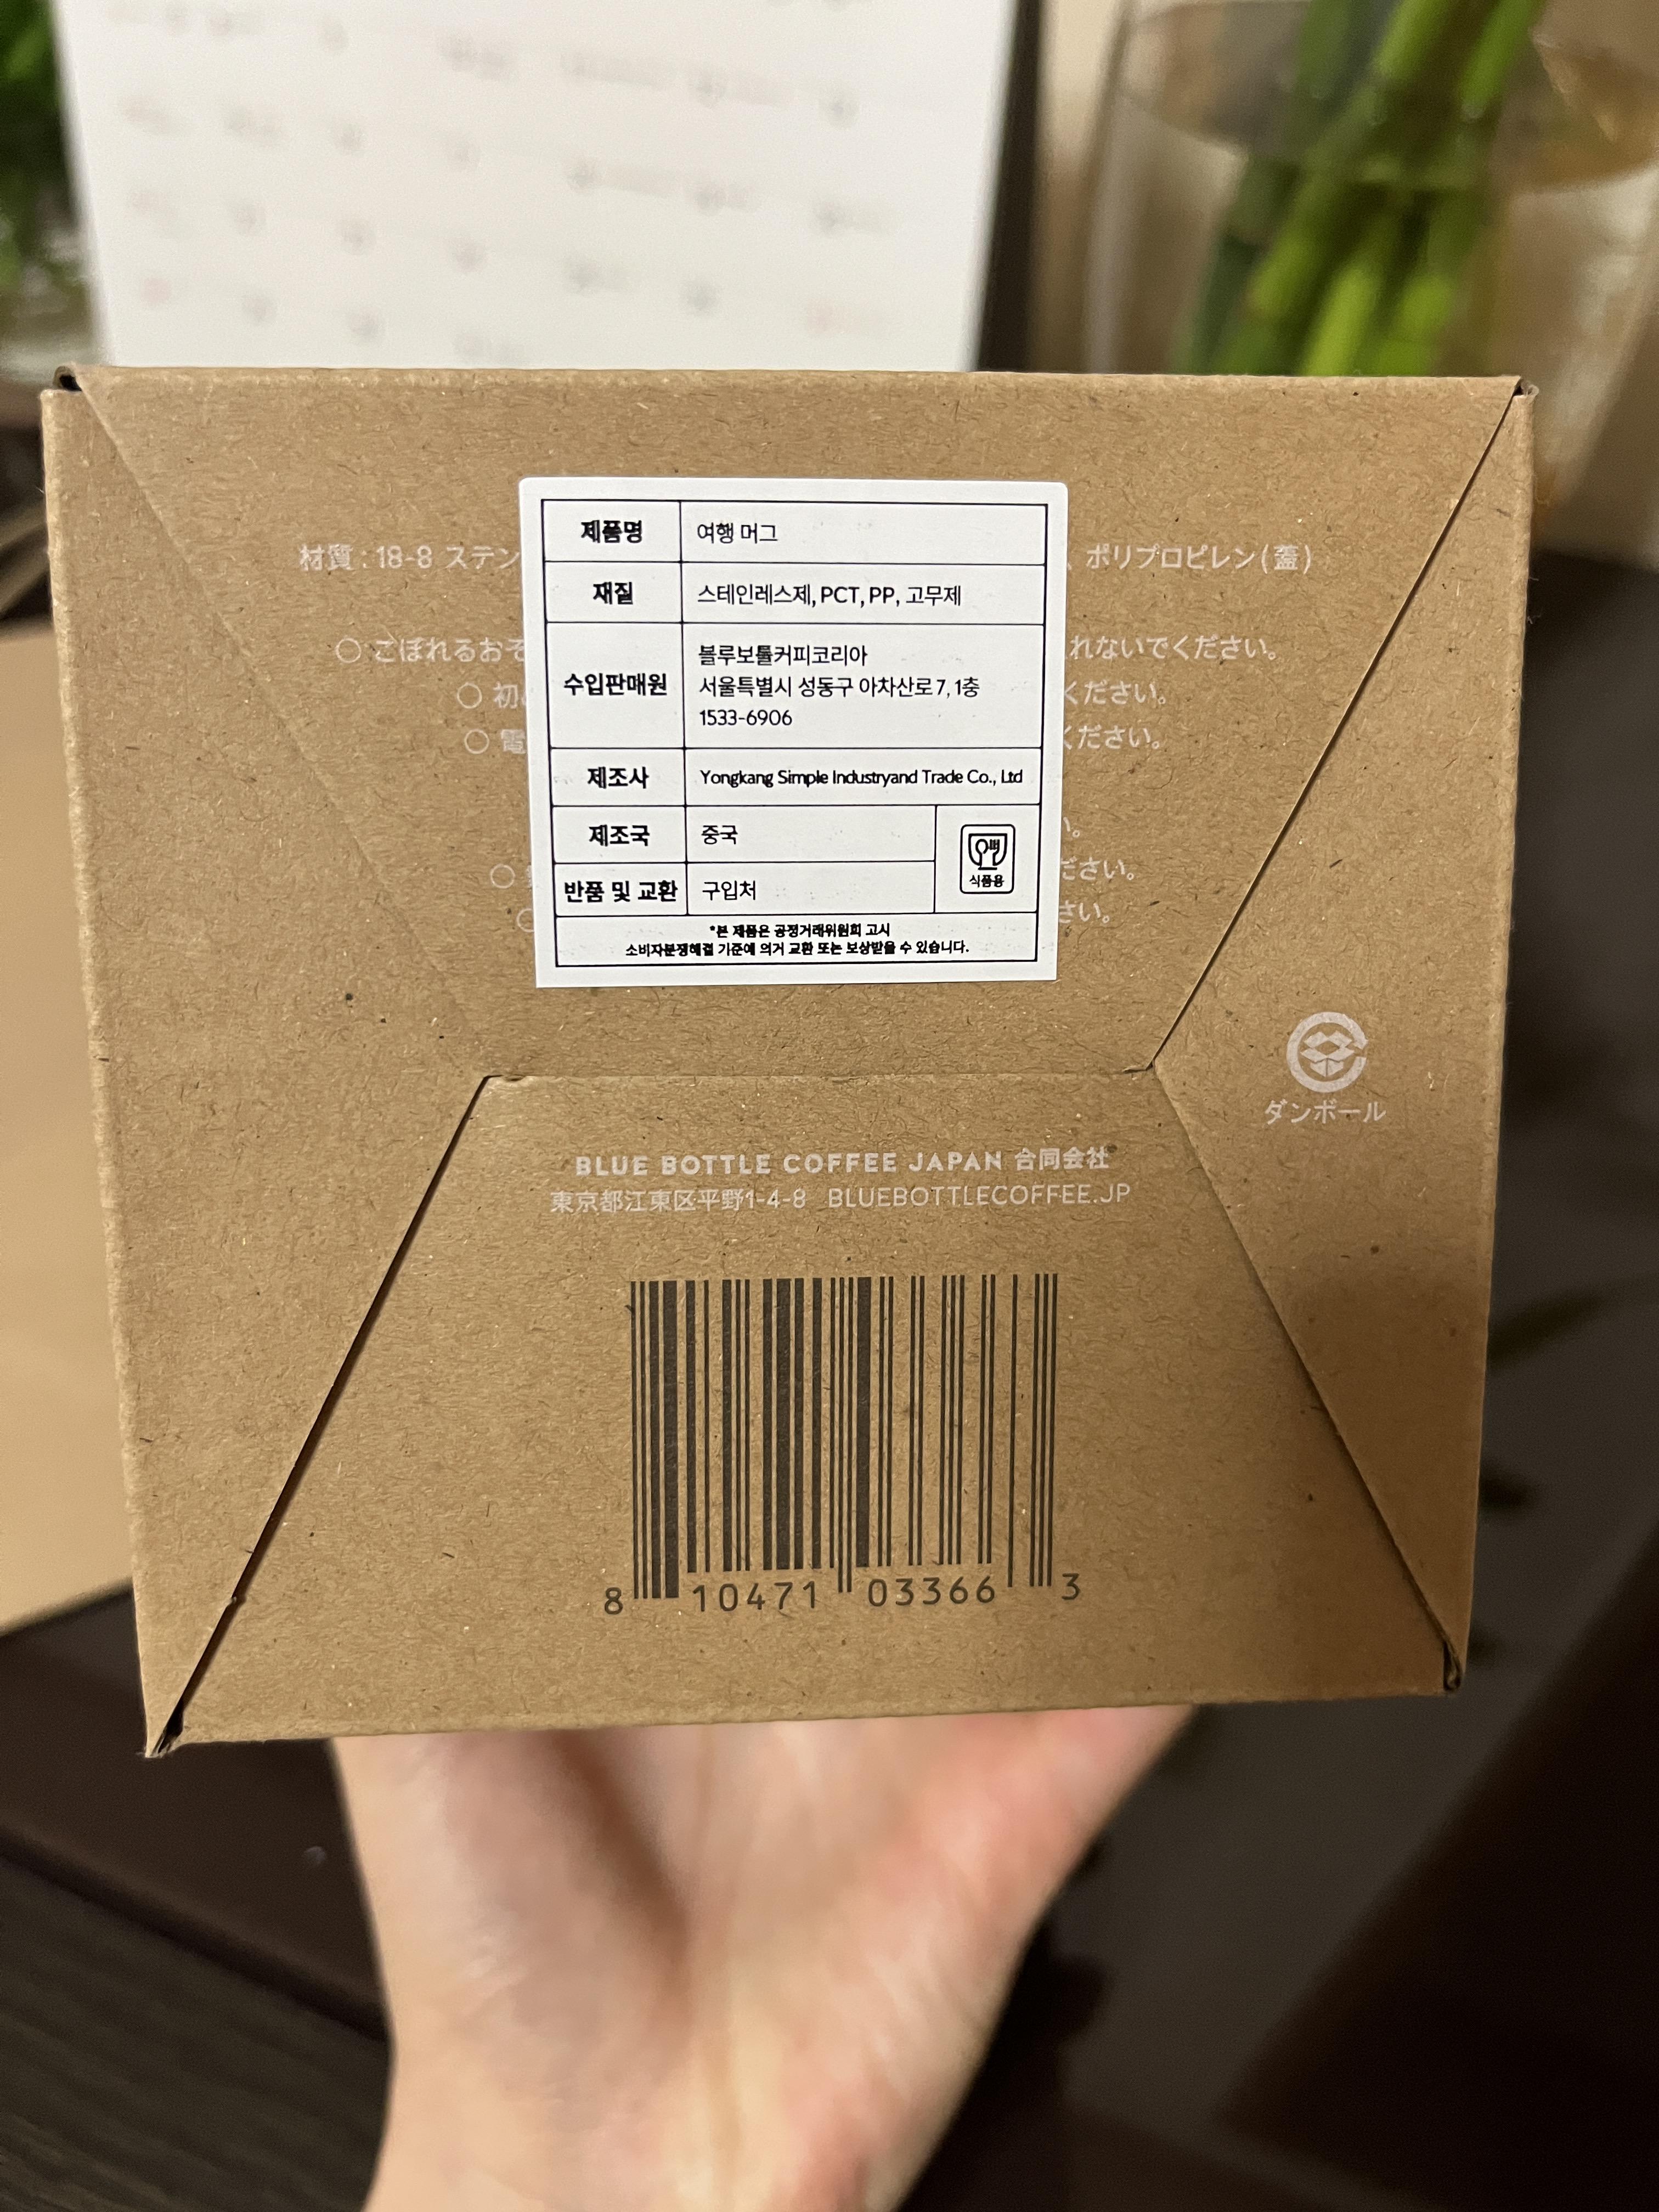 材質 : 18-8 ステン
ポリプロピレン(蓋)
○ こぼれるおそ
れないでください。
○ 初
ください。
○ 電
ください。
い。
ださい。
さい。
제품명 여행 머그
재질 스테인레스제, PCT, PP, 고무제
수입판매원 볼루보틀커피코리아
서울특별시 성동구 아차산로 7, 1층
1533-6906
제조사 Yongkang Simple Industryand Trade Co., Ltd
제조국 중국
반품 및 교환 구입처
식품용
*본 제품은 공정거래위원회 고시
소비자분쟁해결 기준에 의거 교환 또는 보상받을 수 있습니다.
ダンボール
BLUE BOTTLE COFFEE JAPAN 合同会社
東京都江東区平野1-4-8 BLUEBOTTLECOFFEE.JP
8 10471 03366 3